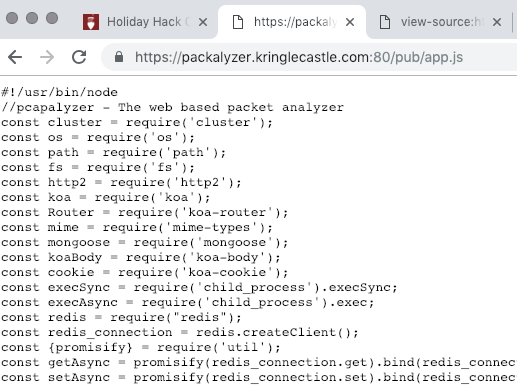 Holiday Hack
https://packaly
view-source:h
https://packalyzer.kringlecastle.com:80/pub/app.js
#!/usr/bin/node
//pcapalyzer - The web based packet analyzer
const cluster = require('cluster');
const os = require('os');
const path = require('path');
const fs = require('fs');
const http2 = require('http2');
const koa = require('koa');
const Router = require('koa-router');
const mime = require('mime-types');
const mongoose = require('mongoose');
const koaBody = require('koa-body');
const cookie = require('koa-cookie');
const execSync = require('child_process').execSync;
const execAsync = require('child_process').exec;
const redis = require("redis");
const redis_connection = redis.createClient();
const {promisify} = require('util');
const getAsync = promisify(redis_connection.get).bind(redis_connec
const setAsync = promisify(redis_connection.set).bind(redis_connec